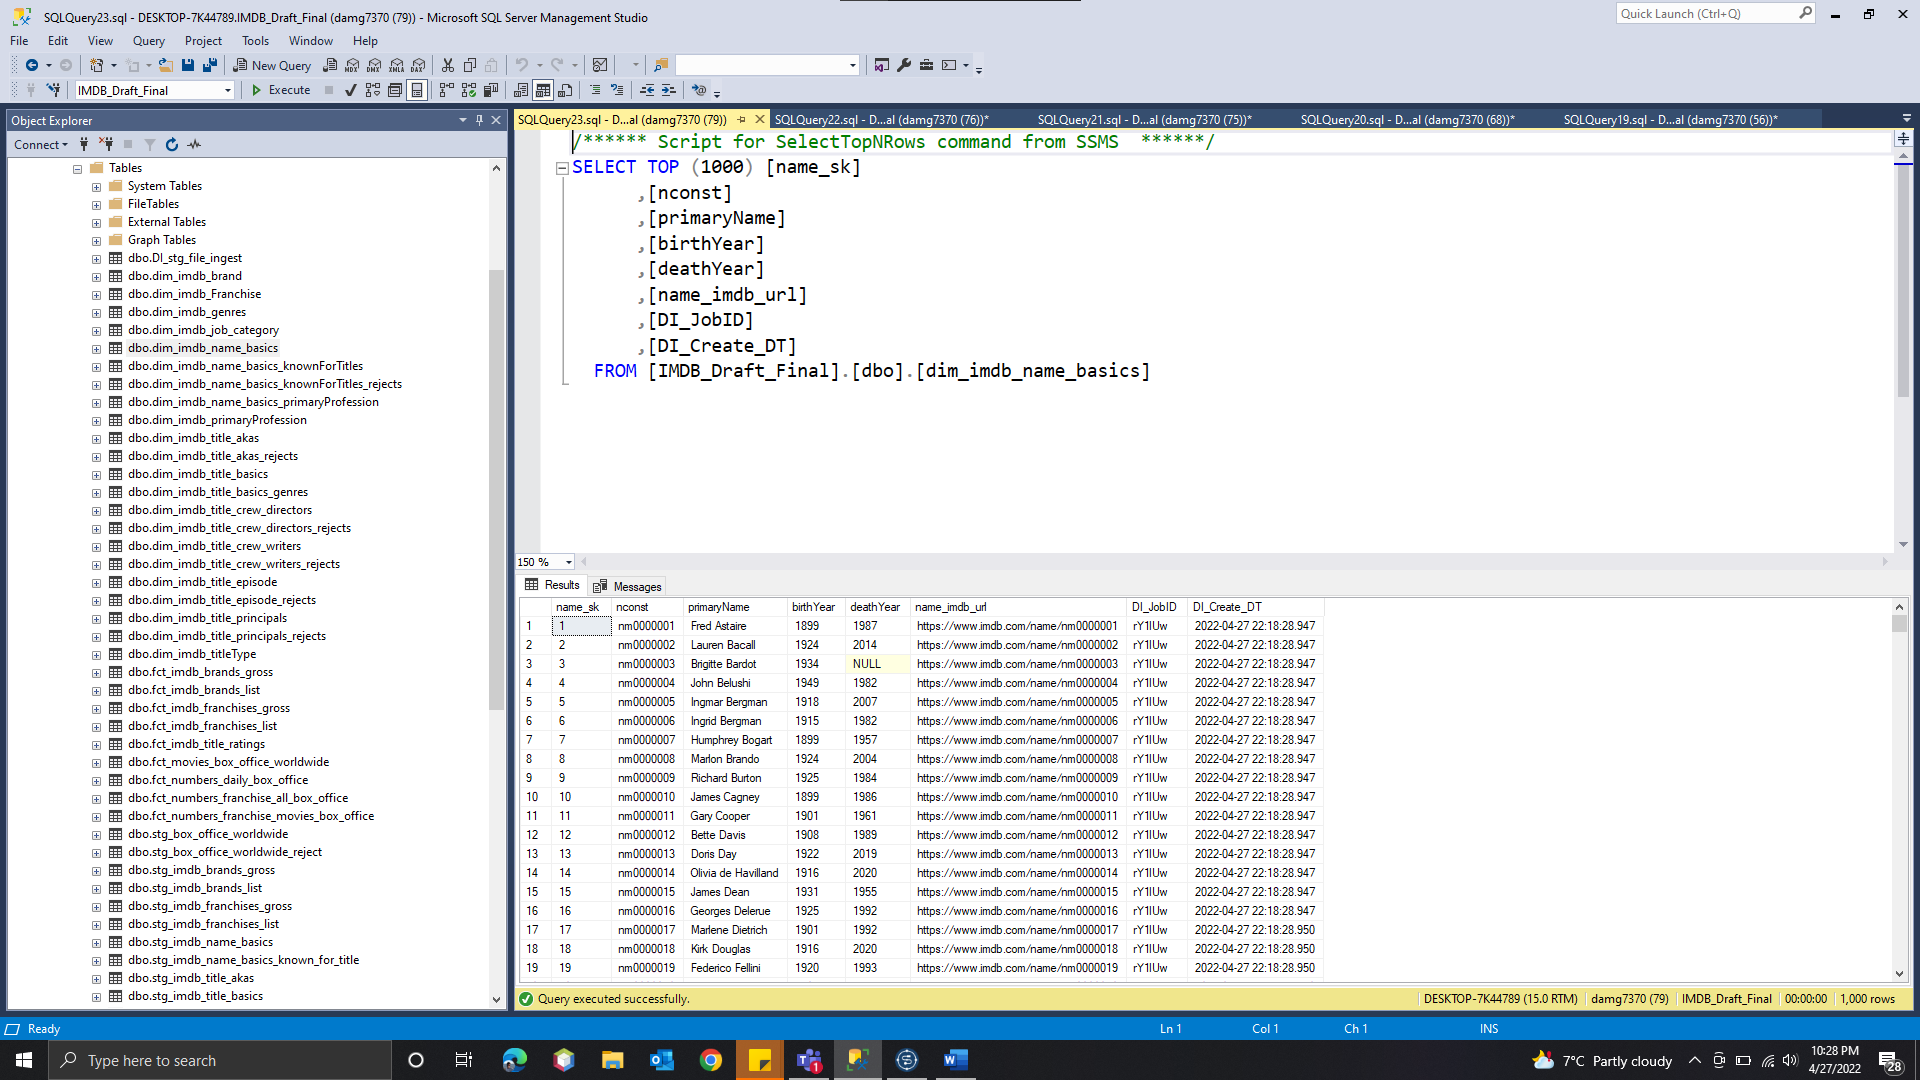 SQLQuery23.sql - DESKTOP-7K44789.IMDB_Draft_Final (damg7370 (79)) - Microsoft SQL Server Management Studio
Quick Launch (Ctrl+Q)
File Edit View Query Project Tools Window Help
New Query
MDX DMX XMLA DAX
IMDB_Draft_Final
Execute
Object Explorer
Connect
Tables
System Tables
FileTables
External Tables
Graph Tables
dbo.DI_stg_file_ingest
dbo.dim_imdb_brand
dbo.dim_imdb_Franchise
dbo.dim_imdb_genres
dbo.dim_imdb_job_category
dbo.dim_imdb_name_basics
dbo.dim_imdb_name_basics_knownForTitles
dbo.dim_imdb_name_basics_knownForTitles_rejects
dbo.dim_imdb_name_basics_primaryProfession
dbo.dim_imdb_primaryProfession
dbo.dim_imdb_title_akas
dbo.dim_imdb_title_akas_rejects
dbo.dim_imdb_title_basics
dbo.dim_imdb_title_basics_genres
dbo.dim_imdb_title_crew_directors
dbo.dim_imdb_title_crew_directors_rejects
dbo.dim_imdb_title_crew_writers
dbo.dim_imdb_title_crew_writers_rejects
dbo.dim_imdb_title_episode
dbo.dim_imdb_title_episode_rejects
dbo.dim_imdb_title_principals
dbo.dim_imdb_title_principals_rejects
dbo.dim_imdb_titleType
dbo.fct_imdb_brands_gross
dbo.fct_imdb_brands_list
dbo.fct_imdb_franchises_gross
dbo.fct_imdb_franchises_list
dbo.fct_imdb_title_ratings
dbo.fct_movies_box_office_worldwide
dbo.fct_numbers_daily_box_office
dbo.fct_numbers_franchise_all_box_office
dbo.fct_numbers_franchise_movies_box_office
dbo.stg_box_office_worldwide
dbo.stg_box_office_worldwide_reject
dbo.stg_imdb_brands_gross
dbo.stg_imdb_brands_list
dbo.stg_imdb_franchises_gross
dbo.stg_imdb_franchises_list
dbo.stg_imdb_name_basics
dbo.stg_imdb_name_basics_known_for_title
dbo.stg_imdb_title_akas
dbo.stg_imdb_title_basics
SQLQuery23.sql - D...al (damg7370 (79)) SQLQuery22.sql - D...al (damg7370 (76))* SQLQuery21.sql - D...al (damg7370 (75))* SQLQuery20.sql - D...al (damg7370 (68))* SQLQuery19.sql - D...al (damg7370 (56))*
/****** Script for SelectTopNRows command from SSMS  ******/
SELECT TOP (1000) [name_sk]
,[nconst]
,[primaryName]
,[birthYear]
,[deathYear]
,[name_imdb_url]
,[DI_JobID]
,[DI_Create_DT]
FROM [IMDB_Draft_Final].[dbo].[dim_imdb_name_basics]
150 %
Results Messages
name_sk nconst primaryName birthYear deathYear name_imdb_url DI_JobID DI_Create_DT
1 1 nm0000001 Fred Astaire 1899 1987 https://www.imdb.com/name/nm0000001 rY1IUw 2022-04-27 22:18:28.947
2 2 nm0000002 Lauren Bacall 1924 2014 https://www.imdb.com/name/nm0000002 rY1IUw 2022-04-27 22:18:28.947
3 3 nm0000003 Brigitte Bardot 1934 NULL https://www.imdb.com/name/nm0000003 rY1IUw 2022-04-27 22:18:28.947
4 4 nm0000004 John Belushi 1949 1982 https://www.imdb.com/name/nm0000004 rY1IUw 2022-04-27 22:18:28.947
5 5 nm0000005 Ingmar Bergman 1918 2007 https://www.imdb.com/name/nm0000005 rY1IUw 2022-04-27 22:18:28.947
6 6 nm0000006 Ingrid Bergman 1915 1982 https://www.imdb.com/name/nm0000006 rY1IUw 2022-04-27 22:18:28.947
7 7 nm0000007 Humphrey Bogart 1899 1957 https://www.imdb.com/name/nm0000007 rY1IUw 2022-04-27 22:18:28.947
8 8 nm0000008 Marlon Brando 1924 2004 https://www.imdb.com/name/nm0000008 rY1IUw 2022-04-27 22:18:28.947
9 9 nm0000009 Richard Burton 1925 1984 https://www.imdb.com/name/nm0000009 rY1IUw 2022-04-27 22:18:28.947
10 10 nm0000010 James Cagney 1899 1986 https://www.imdb.com/name/nm0000010 rY1IUw 2022-04-27 22:18:28.947
11 11 nm0000011 Gary Cooper 1901 1961 https://www.imdb.com/name/nm0000011 rY1IUw 2022-04-27 22:18:28.947
12 12 nm0000012 Bette Davis 1908 1989 https://www.imdb.com/name/nm0000012 rY1IUw 2022-04-27 22:18:28.947
13 13 nm0000013 Doris Day 1922 2019 https://www.imdb.com/name/nm0000013 rY1IUw 2022-04-27 22:18:28.947
14 14 nm0000014 Olivia de Havilland 1916 2020 https://www.imdb.com/name/nm0000014 rY1IUw 2022-04-27 22:18:28.947
15 15 nm0000015 James Dean 1931 1955 https://www.imdb.com/name/nm0000015 rY1IUw 2022-04-27 22:18:28.947
16 16 nm0000016 Georges Delerue 1925 1992 https://www.imdb.com/name/nm0000016 rY1IUw 2022-04-27 22:18:28.947
17 17 nm0000017 Marlene Dietrich 1901 1992 https://www.imdb.com/name/nm0000017 rY1IUw 2022-04-27 22:18:28.950
18 18 nm0000018 Kirk Douglas 1916 2020 https://www.imdb.com/name/nm0000018 rY1IUw 2022-04-27 22:18:28.950
19 19 nm0000019 Federico Fellini 1920 1993 https://www.imdb.com/name/nm0000019 rY1IUw 2022-04-27 22:18:28.950
Query executed successfully. DESKTOP-7K44789 (15.0 RTM) damg7370 (79) IMDB_Draft_Final 00:00:00 1,000 rows
Ready Ln 1 Col 1 Ch 1 INS
Type here to search
1
7°C Partly cloudy
10:28 PM
4/27/2022
28